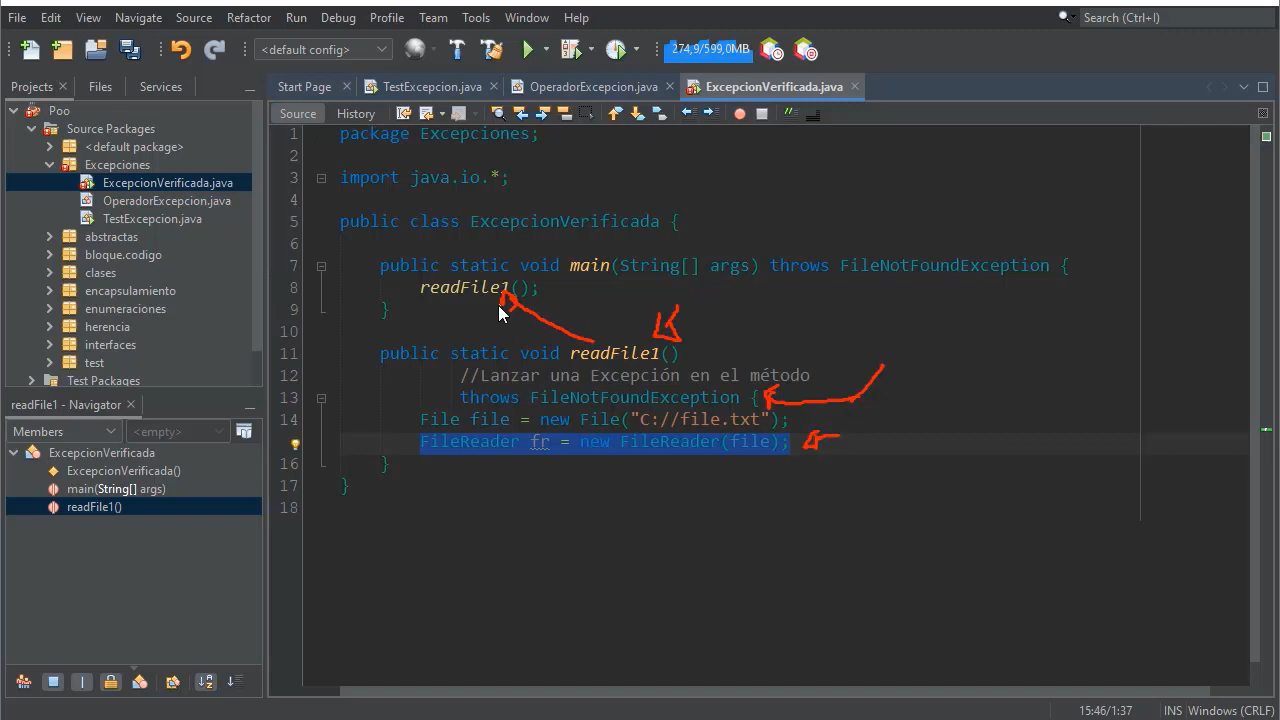 File Edit View Navigate Source Refactor Run Debug Profile Team Tools Window Help Search (Ctrl+I)
<default config> 274,9/599,0MB
Projects Files Services Start Page TestExcepcion.java OperadorExcepcion.java ExcepcionVerificada.java
Poo
Source Packages
<default package>
Excepciones
ExcepcionVerificada.java
OperadorExcepcion.java
TestExcepcion.java
abstractas
bloque.codigo
clases
encapsulamiento
enumeraciones
herencia
interfaces
test
Test Packages
readFile1() - Navigator
Members <empty>
ExcepcionVerificada
ExcepcionVerificada()
main(String[] args)
readFile1()
Source History
1 package Excepciones;
2
3 import java.io.*;
4
5 public class ExcepcionVerificada {
6
7 public static void main(String[] args) throws FileNotFoundException {
8 readFile1();
9 }
10
11 public static void readFile1()
12 //Lanzar una Excepción en el método
13 throws FileNotFoundException {
14 File file = new File("C://file.txt");
FileReader fr = new FileReader(file);
16 }
17 }
18
15:46/1:37 INS Windows (CRLF)